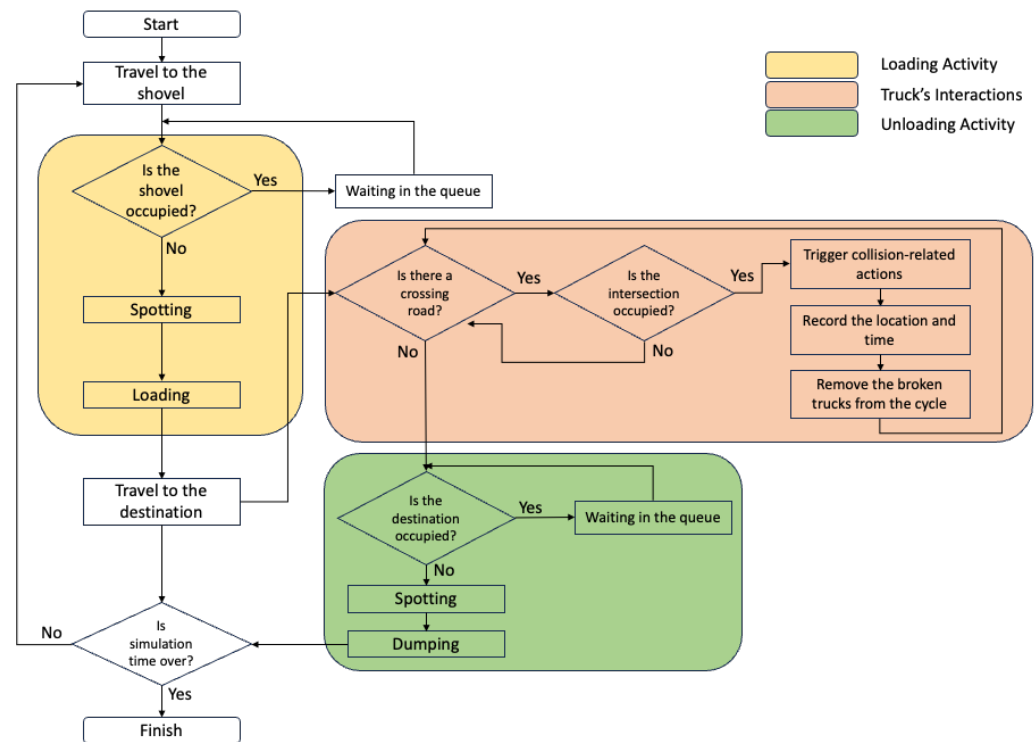 Start
Travel to the
shovel
Loading Activity
Truck's Interactions
Unloading Activity
Is the
shovel
occupied?
Yes
Waiting in the queue
No
Spotting
Loading
Travel to the
destination
Is there a
crossing
road?
Yes
Is the
intersection
occupied?
Yes
Trigger collision-related
actions
Record the location and
time
Remove the broken
trucks from the cycle
No
No
Is the
destination
occupied?
Yes
Waiting in the queue
No
Spotting
Dumping
Is
simulation
time over?
No
Yes
Finish